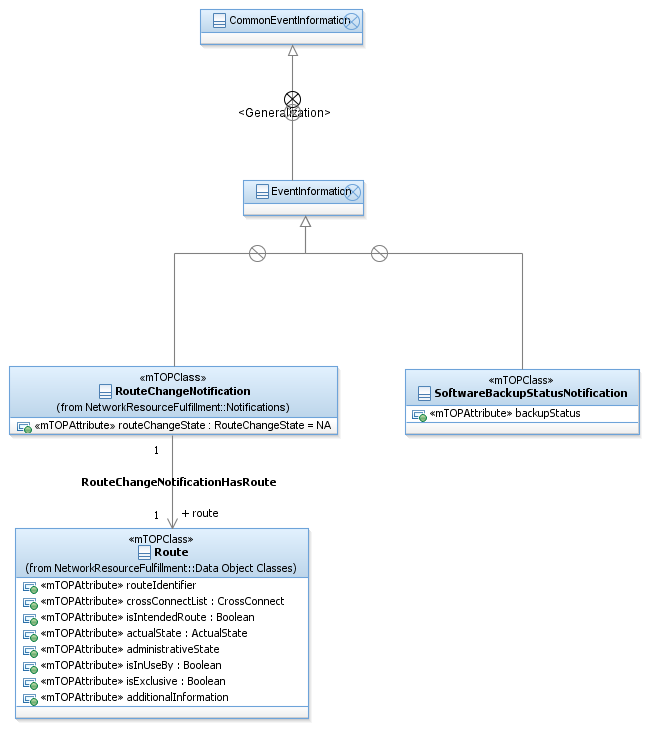 CommonEventInformation
<Generalization>
EventInformation
«mTOPClass»
RouteChangeNotification
(from NetworkResourceFulfillment::Notifications)
«mTOPAttribute» routeChangeState : RouteChangeState = NA
«mTOPClass»
SoftwareBackupStatusNotification
«mTOPAttribute» backupStatus
1
RouteChangeNotificationHasRoute
1
+ route
«mTOPClass»
Route
(from NetworkResourceFulfillment::Data Object Classes)
«mTOPAttribute» routeIdentifier
«mTOPAttribute» crossConnectList : CrossConnect
«mTOPAttribute» isIntendedRoute : Boolean
«mTOPAttribute» actualState : ActualState
«mTOPAttribute» administrativeState
«mTOPAttribute» isInUseBy : Boolean
«mTOPAttribute» isExclusive : Boolean
«mTOPAttribute» additionalInformation